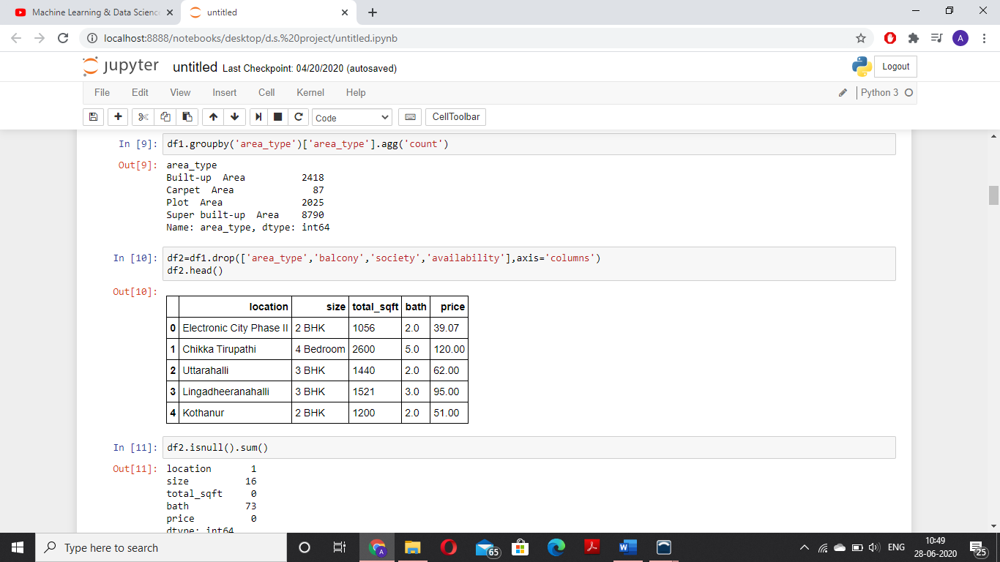 Machine Learning & Data Scienc
untitled
localhost:8888/notebooks/desktop/d.s.%20project/untitled.ipynb
A
jupyter untitled Last Checkpoint: 04/20/2020 (autosaved)
Logout
File Edit View Insert Cell Kernel Help
Python 3
Code
CellToolbar
In [9]: df1.groupby('area_type')['area_type'].agg('count')
Out[9]: area_type
Built-up  Area          2418
Carpet  Area              87
Plot  Area              2025
Super built-up  Area    8790
Name: area_type, dtype: int64
In [10]: df2=df1.drop(['area_type','balcony','society','availability'],axis='columns')
df2.head()
Out[10]:
location size total_sqft bath price
0 Electronic City Phase II 2 BHK 1056 2.0 39.07
1 Chikka Tirupathi 4 Bedroom 2600 5.0 120.00
2 Uttarahalli 3 BHK 1440 2.0 62.00
3 Lingadheeranahalli 3 BHK 1521 3.0 95.00
4 Kothanur 2 BHK 1200 2.0 51.00
In [11]: df2.isnull().sum()
Out[11]: location       1
size          16
total_sqft     0
bath          73
price          0
dtype: int64
Type here to search
A
65
W
ENG
10:49
28-06-2020
25